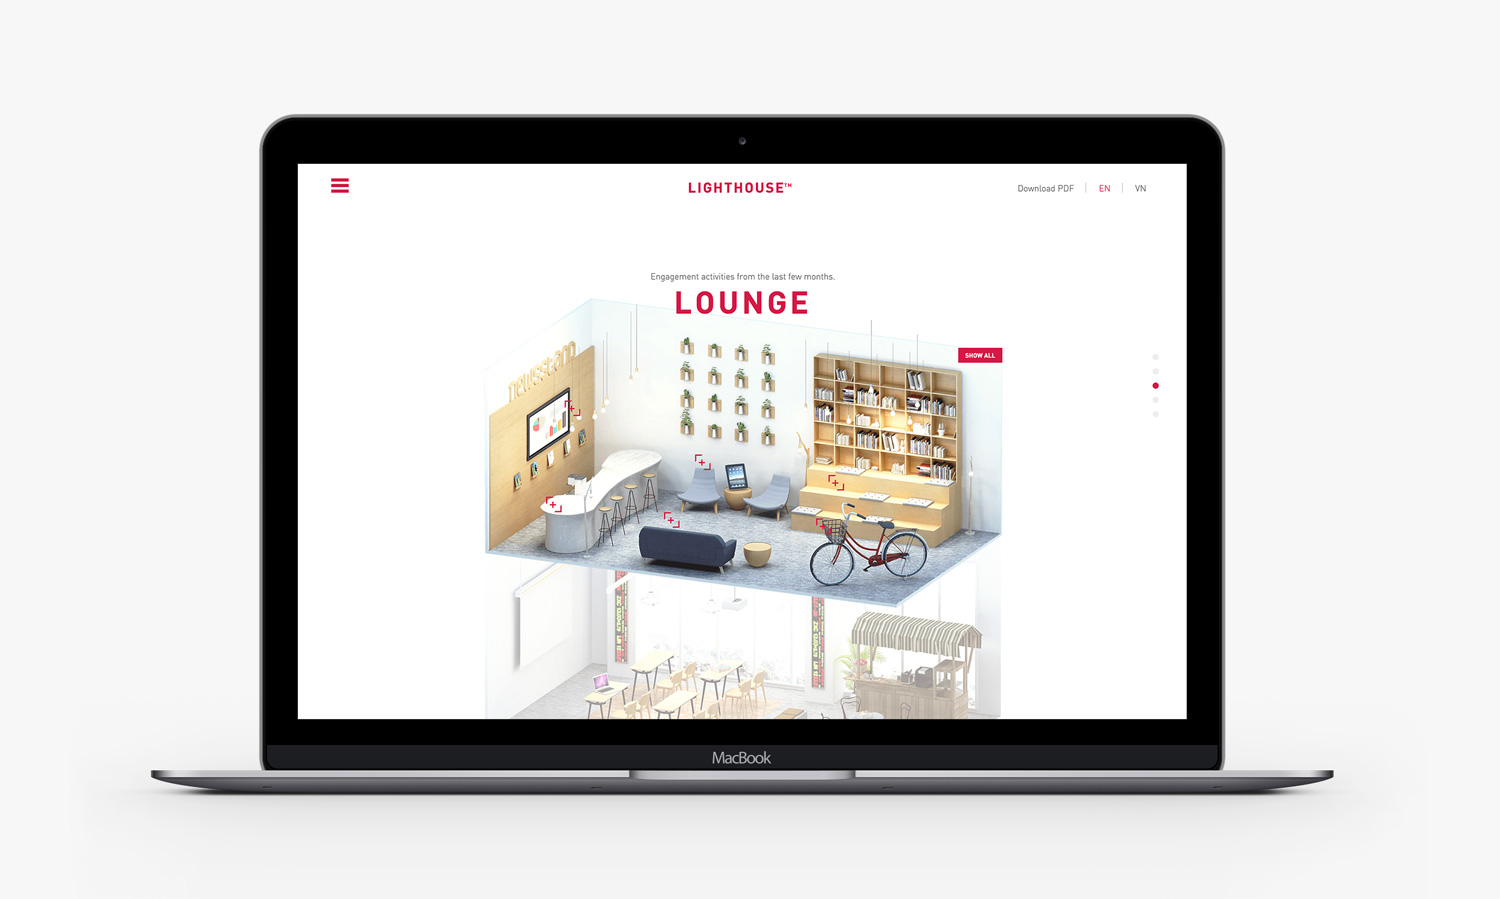 LIGHTHOUSE™
Download PDF | EN | VN
Engagement activities from the last few months.
LOUNGE
SHOW ALL
MacBook